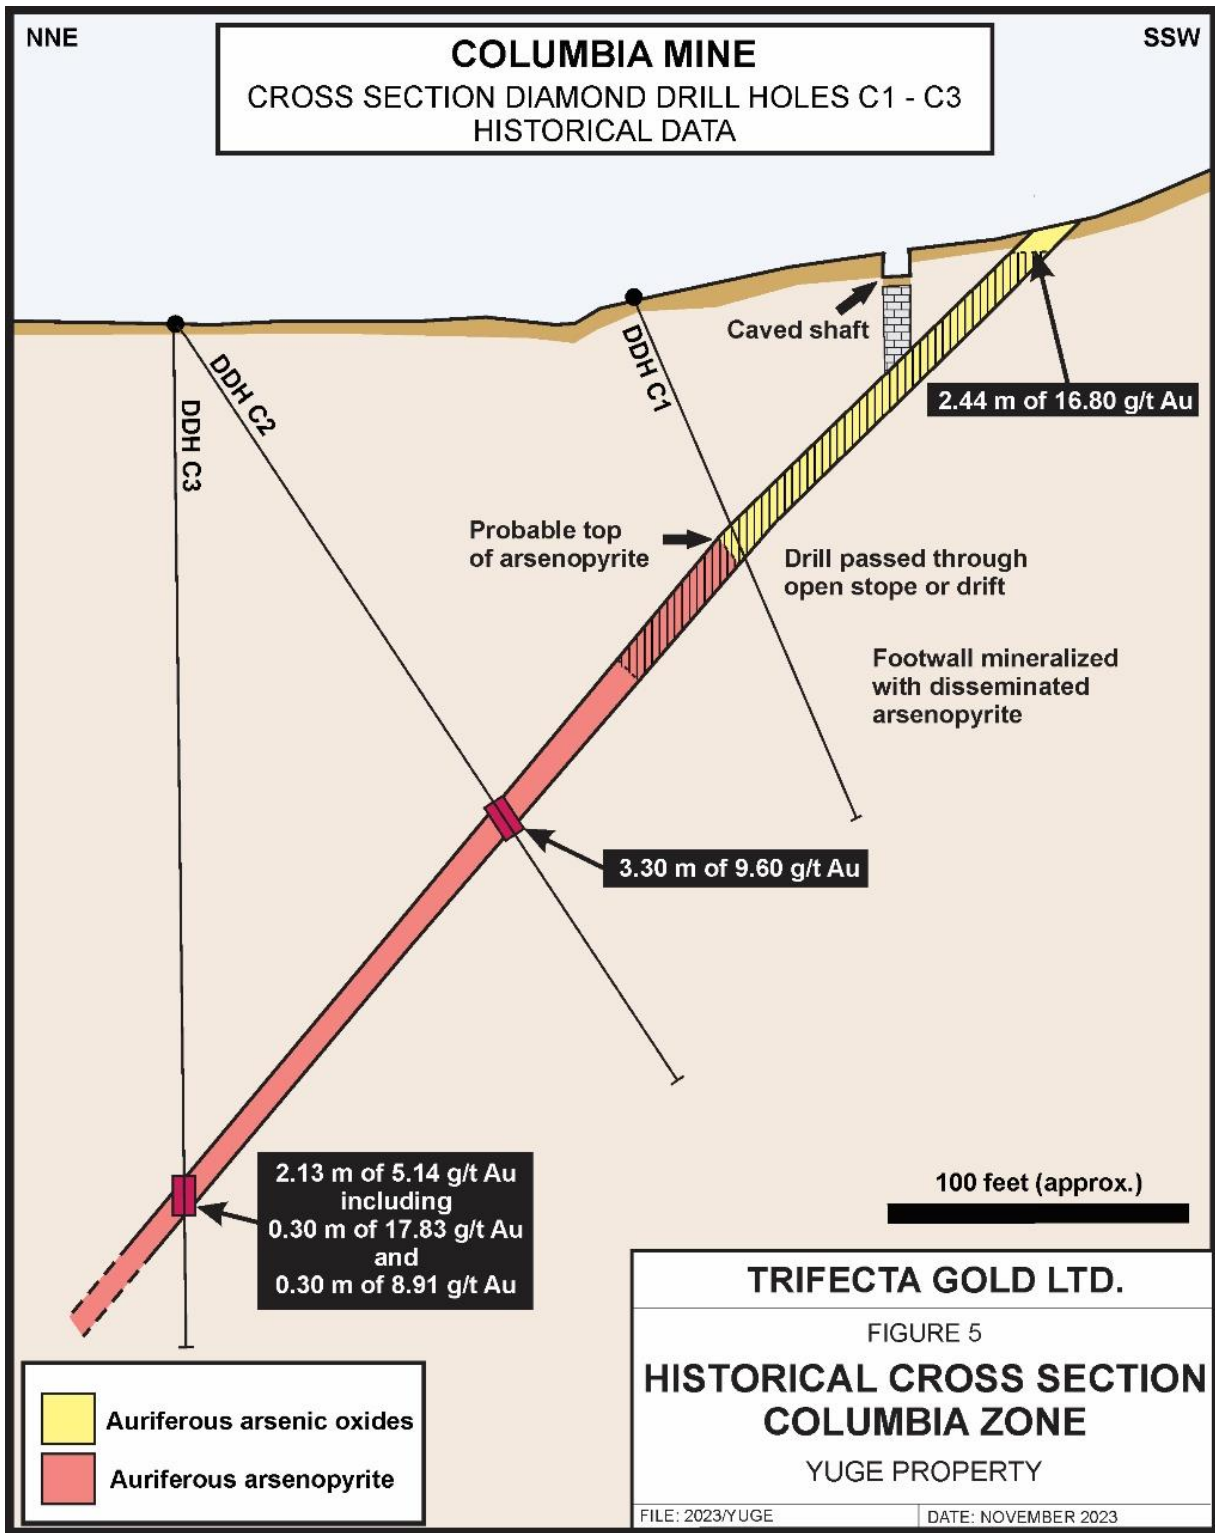 NNE
SSW
COLUMBIA MINE
CROSS SECTION DIAMOND DRILL HOLES C1 - C3
HISTORICAL DATA
DDH C3
DDH C2
DDH C1
Caved shaft
2.44 m of 16.80 g/t Au
Probable top
of arsenopyrite
Drill passed through
open stope or drift
Footwall mineralized
with disseminated
arsenopyrite
3.30 m of 9.60 g/t Au
2.13 m of 5.14 g/t Au
including
0.30 m of 17.83 g/t Au
and
0.30 m of 8.91 g/t Au
100 feet (approx.)
Auriferous arsenic oxides
Auriferous arsenopyrite
TRIFECTA GOLD LTD.
FIGURE 5
HISTORICAL CROSS SECTION
COLUMBIA ZONE
YUGE PROPERTY
FILE: 2023/YUGE
DATE: NOVEMBER 2023